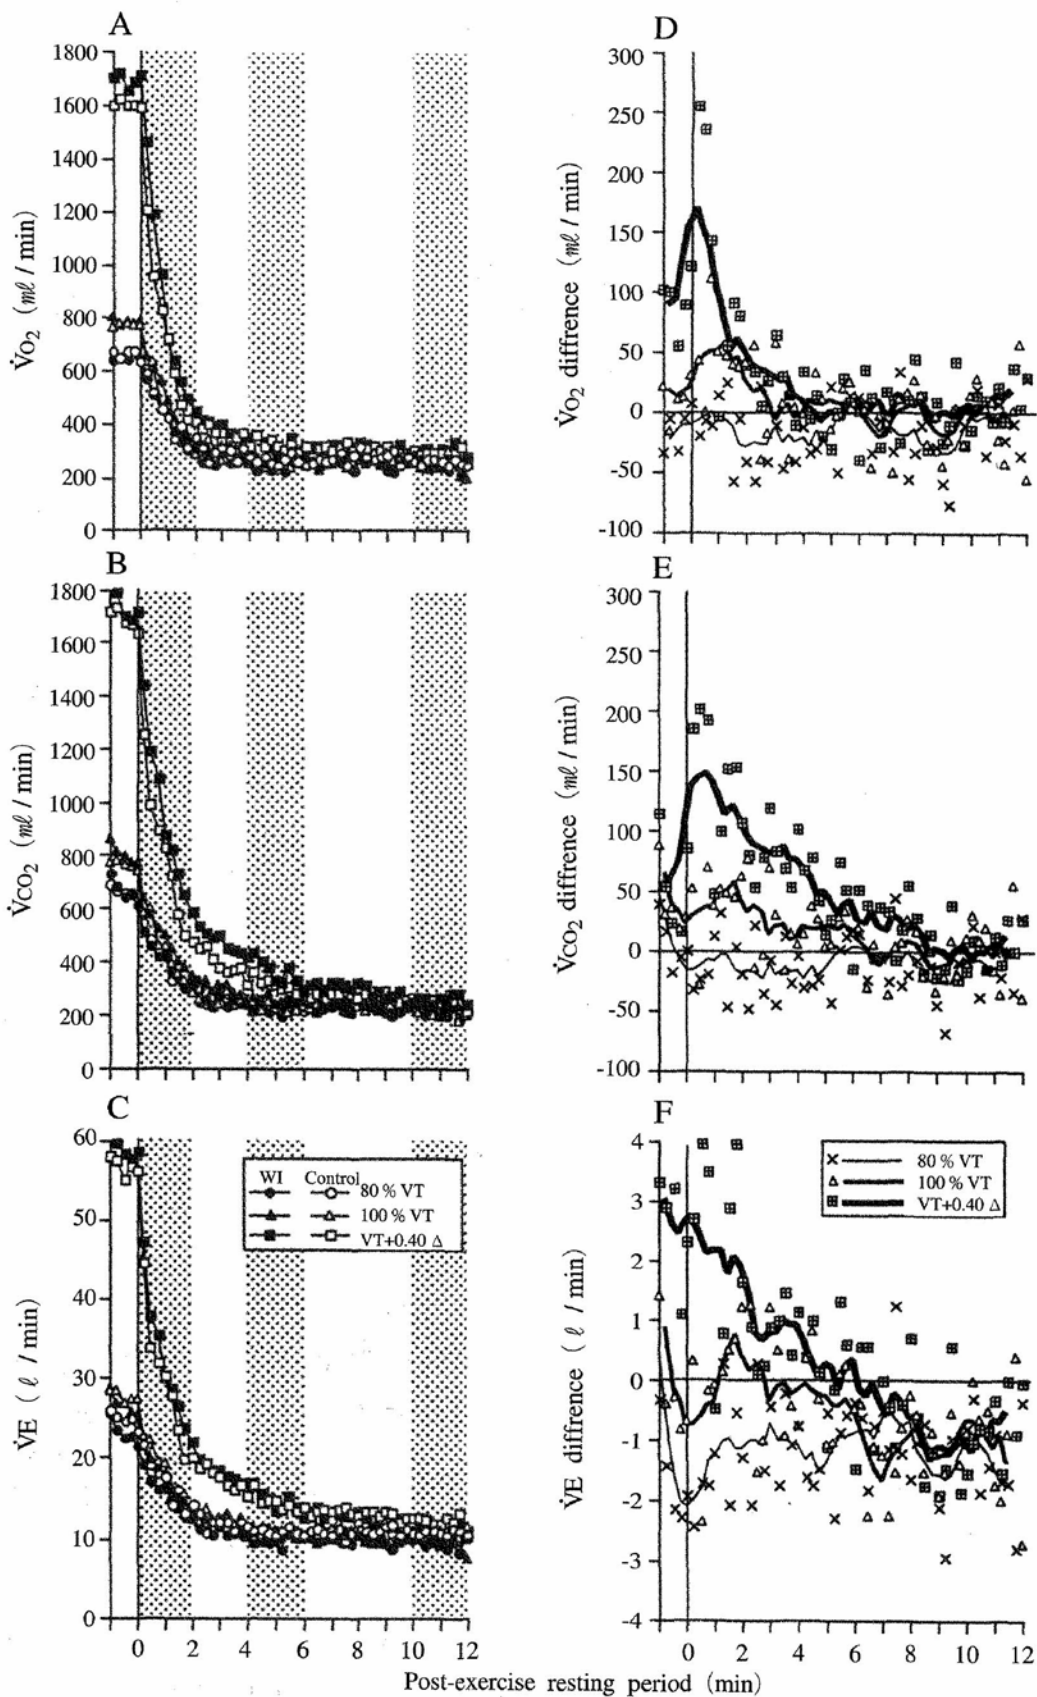 A
1800
1600
1400
1200
1000
800
600
400
200
0
V̇O₂ (mℓ / min)
D
300
250
200
150
100
50
0
-50
-100
V̇O₂ diffrence (mℓ / min)
B
1800
1600
1400
1200
1000
800
600
400
200
0
V̇CO₂ (mℓ / min)
E
300
250
200
150
100
50
0
-50
-100
V̇CO₂ difference (mℓ / min)
C
60
50
40
30
20
10
0
V̇E (ℓ / min)
WI Control
80 % VT
100 % VT
VT+0.40 Δ
0 2 4 6 8 10 12
F
4
3
2
1
0
-1
-2
-3
-4
V̇E diffrence (ℓ / min)
80 % VT
100 % VT
VT+0.40 Δ
0 2 4 6 8 10 12
Post-exercise resting period (min)